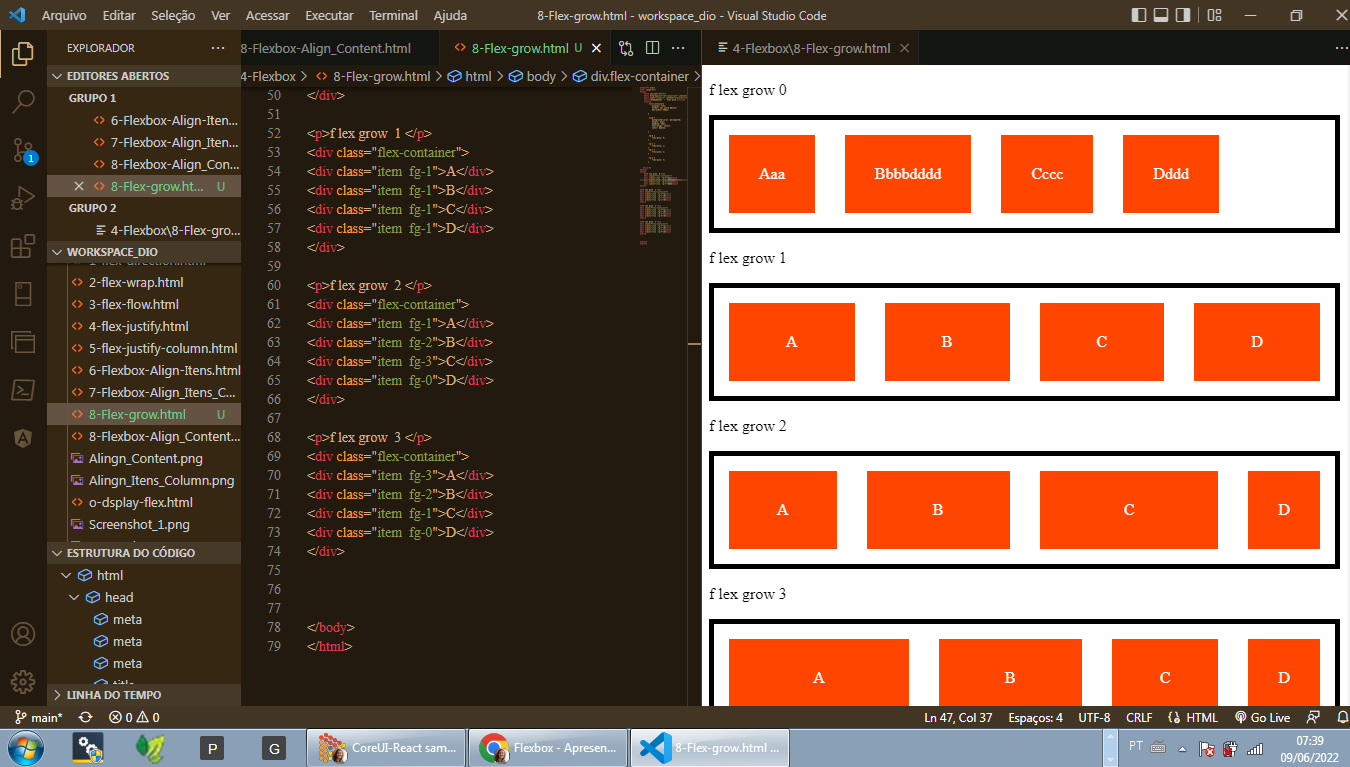 Arquivo Editar Seleção Ver Acessar Executar Terminal Ajuda
8-Flex-grow.html - workspace_dio - Visual Studio Code
EXPLORADOR
EDITORES ABERTOS
GRUPO 1
6-Flexbox-Align-Iten...
7-Flexbox-Align_Iten...
8-Flexbox-Align_Con...
8-Flex-grow.ht... U
GRUPO 2
4-Flexbox\8-Flex-gro...
WORKSPACE_DIO
1-flex-direction.html
2-flex-wrap.html
3-flex-flow.html
4-flex-justify.html
5-flex-justify-column.html
6-Flexbox-Align-Itens.html
7-Flexbox-Align_Itens_C...
8-Flex-grow.html U
8-Flexbox-Align_Content...
Alingn_Content.png
Alingn_Itens_Column.png
o-dsplay-flex.html
Screenshot_1.png
ESTRUTURA DO CÓDIGO
html
head
meta
meta
meta
title
LINHA DO TEMPO
1
8-Flexbox-Align_Content.html
8-Flex-grow.html U
4-Flexbox > 8-Flex-grow.html > html > body > div.flex-container >
50 </div>
51
52 <p>f lex grow 1 </p>
53 <div class="flex-container">
54 <div class="item fg-1">A</div>
55 <div class="item fg-1">B</div>
56 <div class="item fg-1">C</div>
57 <div class="item fg-1">D</div>
58 </div>
59
60 <p>f lex grow 2 </p>
61 <div class="flex-container">
62 <div class="item fg-1">A</div>
63 <div class="item fg-2">B</div>
64 <div class="item fg-3">C</div>
65 <div class="item fg-0">D</div>
66 </div>
67
68 <p>f lex grow 3 </p>
69 <div class="flex-container">
70 <div class="item fg-3">A</div>
71 <div class="item fg-2">B</div>
72 <div class="item fg-1">C</div>
73 <div class="item fg-0">D</div>
74 </div>
75
76
77
78 </body>
79 </html>
4-Flexbox\8-Flex-grow.html
f lex grow 0
Aaa Bbbbdddd Cccc Dddd
f lex grow 1
A B C D
f lex grow 2
A B C D
f lex grow 3
A B C D
main* 0 0 Ln 47, Col 37 Espaços: 4 UTF-8 CRLF HTML Go Live
P G CoreUI-React sam... Flexbox - Apresen... 8-Flex-grow.html ... PT 07:39
09/06/2022